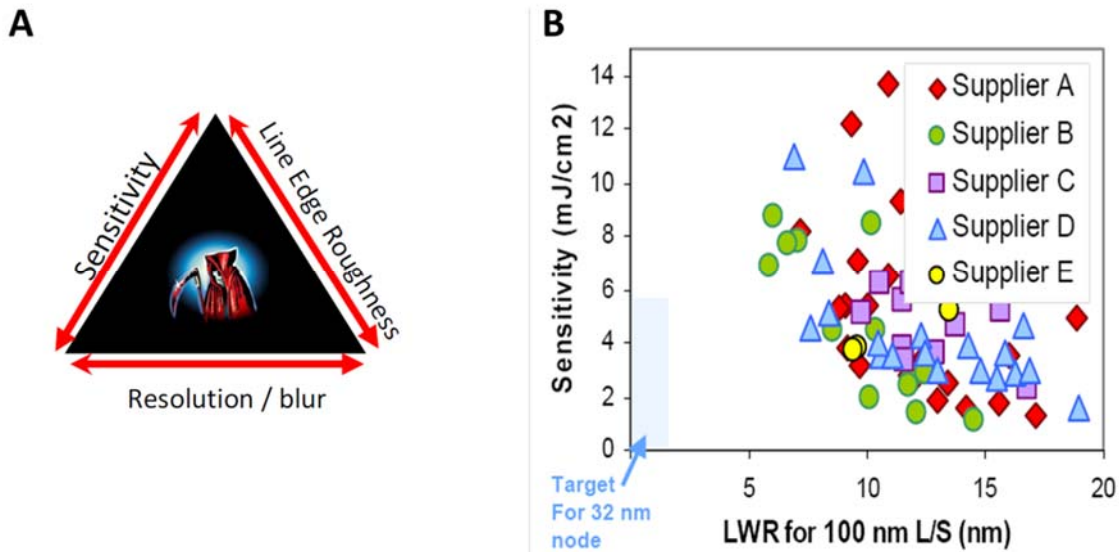 A
Sensitivity
Line Edge Roughness
Resolution / blur
B
Sensitivity (mJ/cm2)
14
12
10
8
6
4
2
0
Supplier A
Supplier B
Supplier C
Supplier D
Supplier E
5
10
15
20
LWR for 100 nm L/S (nm)
Target
For 32 nm
node